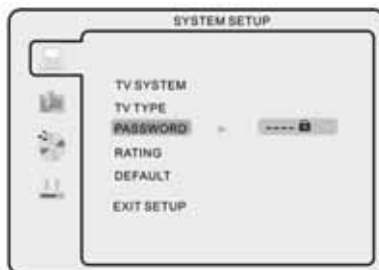 SYSTEM SETUP
TV SYSTEM
TV TYPE
PASSWORD ----
RATING
DEFAULT
EXIT SETUP